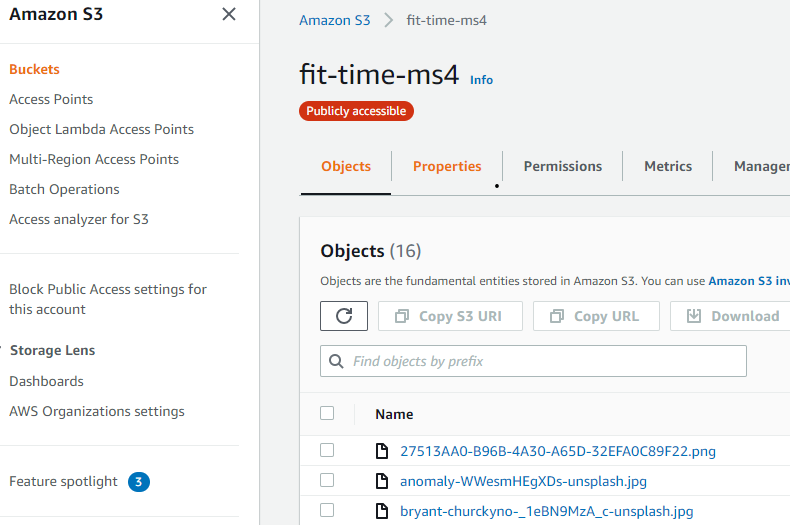 Amazon S3
Buckets
Access Points
Object Lambda Access Points
Multi-Region Access Points
Batch Operations
Access analyzer for S3
Block Public Access settings for
this account
Storage Lens
Dashboards
AWS Organizations settings
Feature spotlight 3
Amazon S3 > fit-time-ms4
fit-time-ms4 Info
Publicly accessible
Objects Properties Permissions Metrics Manager
Objects (16)
Objects are the fundamental entities stored in Amazon S3. You can use Amazon S3 inv
Copy S3 URI Copy URL Download
Find objects by prefix
Name
27513AA0-B96B-4A30-A65D-32EFA0C89F22.png
anomaly-WWesmHEgXDs-unsplash.jpg
bryant-churckyno-_1eBN9MzA_c-unsplash.jpg